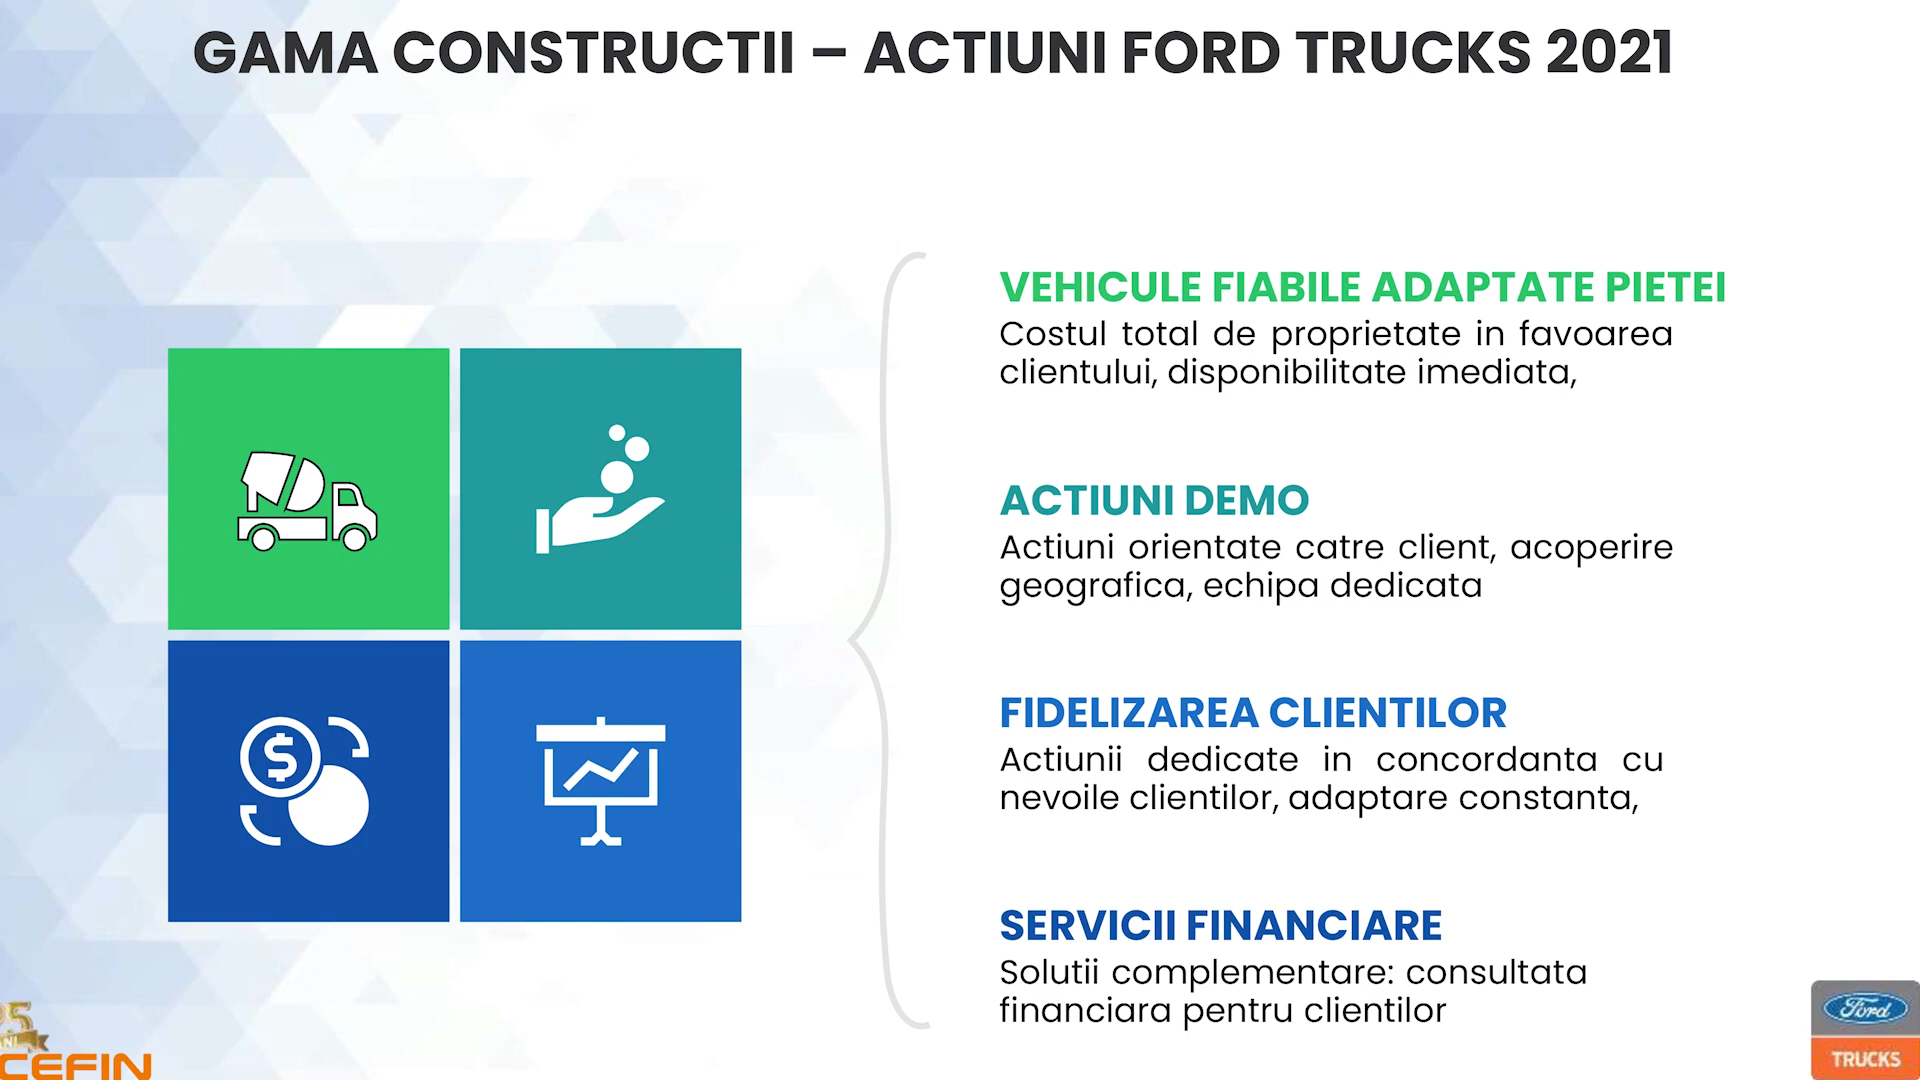 GAMA CONSTRUCTII – ACTIUNI FORD TRUCKS 2021
VEHICULE FIABILE ADAPTATE PIETEI
Costul total de proprietate in favoarea
clientului, disponibilitate imediata,
ACTIUNI DEMO
Actiuni orientate catre client, acoperire
geografica, echipa dedicata
FIDELIZAREA CLIENTILOR
Actiunii dedicate in concordanta cu
nevoile clientilor, adaptare constanta,
SERVICII FINANCIARE
Solutii complementare: consultata
financiara pentru clientilor
$
CEFIN
Ford
TRUCKS